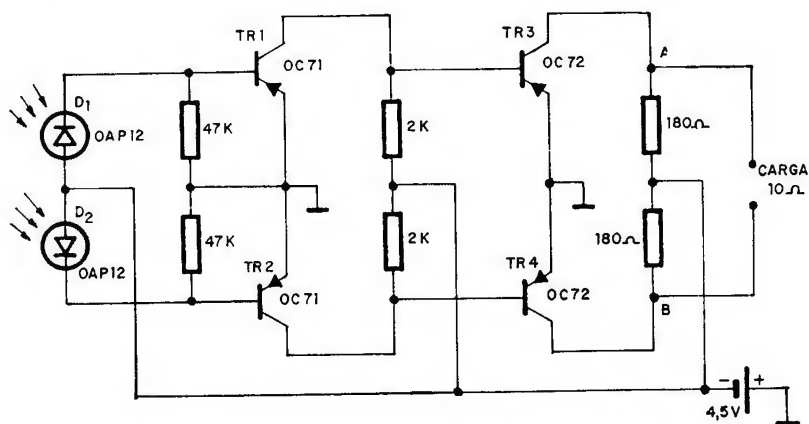 TR1
OC71
TR3
OC72
A
D1
OAP12
47K
2K
180Ω
CARGA
10Ω
D2
OAP12
47K
2K
180Ω
TR2
OC71
TR4
OC72
B
- +
4,5V